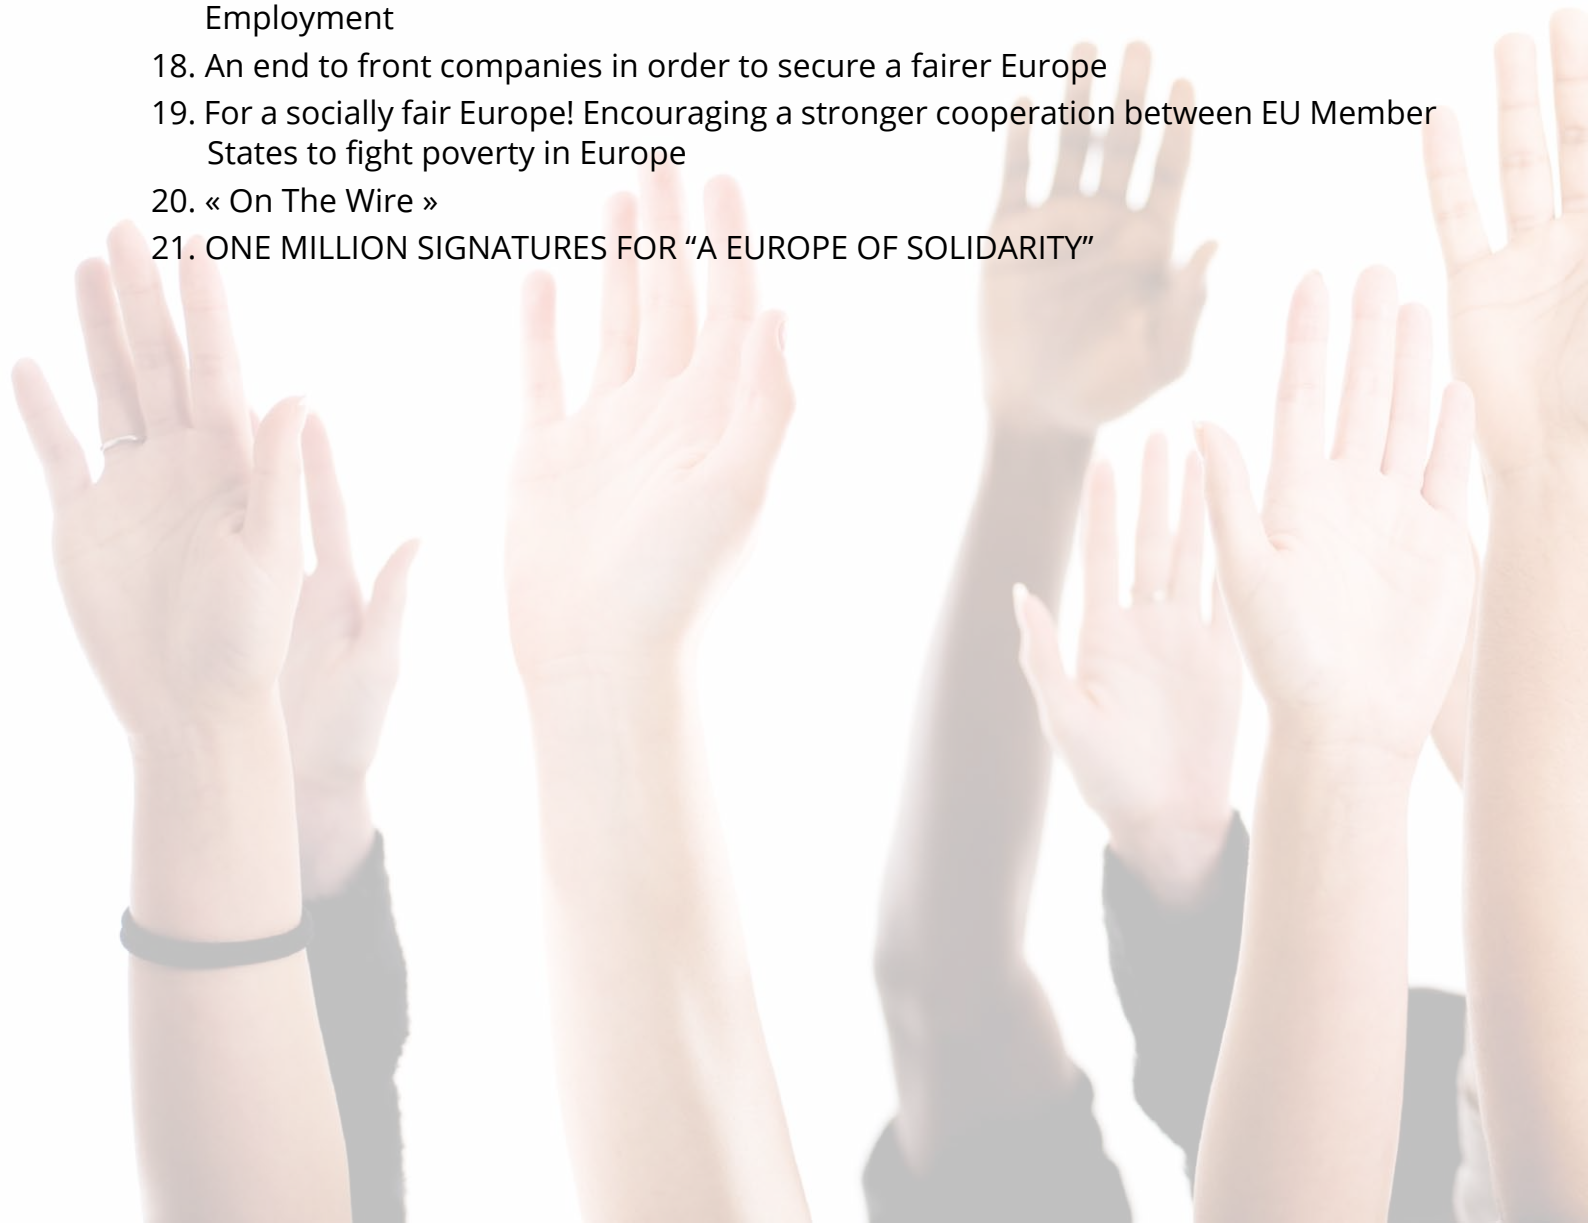 Employment
18. An end to front companies in order to secure a fairer Europe
19. For a socially fair Europe! Encouraging a stronger cooperation between EU Member
States to fight poverty in Europe
20. « On The Wire »
21. ONE MILLION SIGNATURES FOR “A EUROPE OF SOLIDARITY”